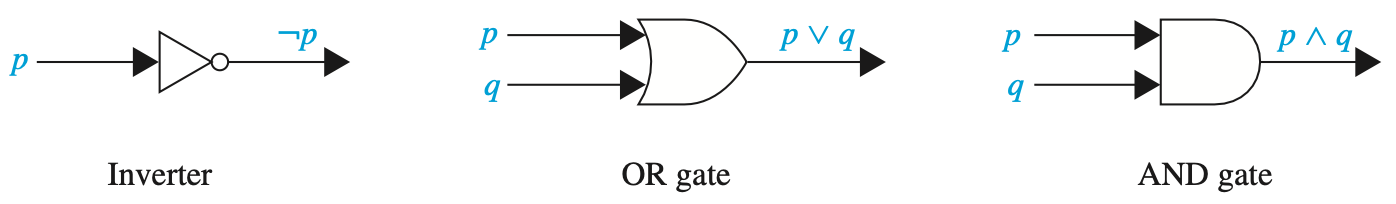 p
¬p
Inverter
p
q
p ∨ q
OR gate
p
q
p ∧ q
AND gate